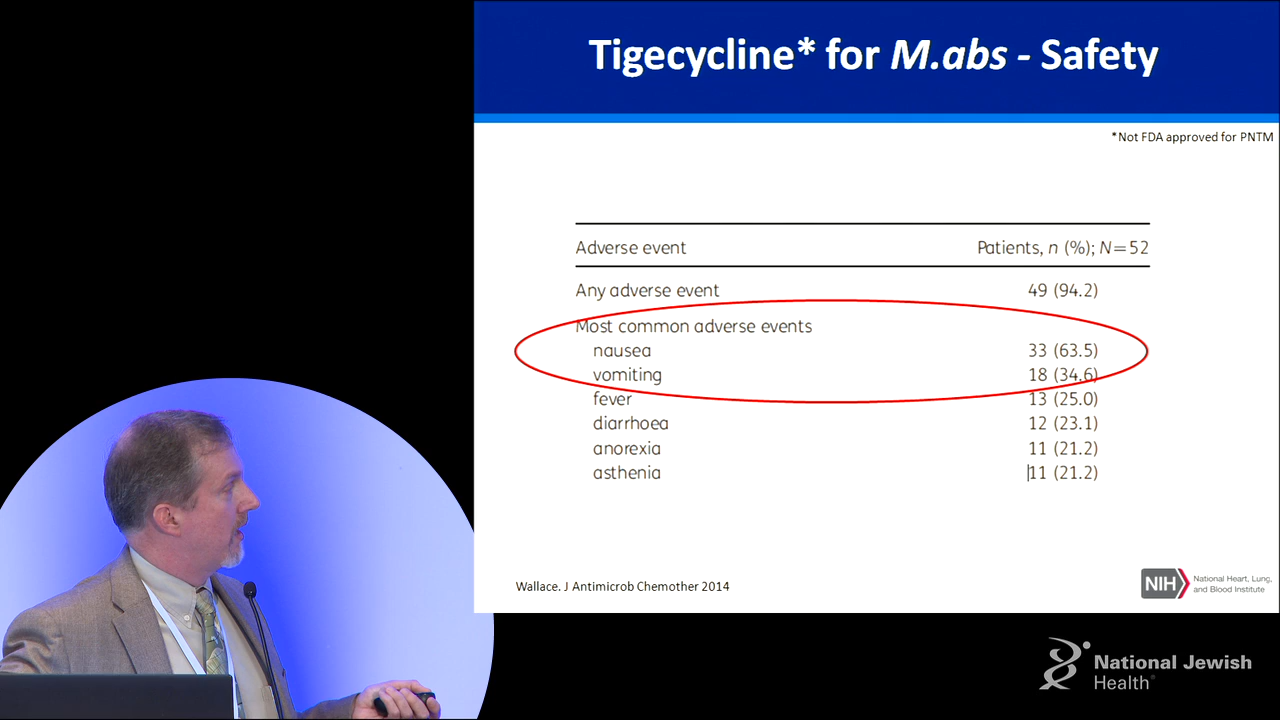 Tigecycline* for M.abs - Safety
*Not FDA approved for PNTM
Adverse event Patients, n (%); N=52
Any adverse event 49 (94.2)
Most common adverse events
nausea 33 (63.5)
vomiting 18 (34.6)
fever 13 (25.0)
diarrhoea 12 (23.1)
anorexia 11 (21.2)
asthenia 11 (21.2)
Wallace. J Antimicrob Chemother 2014
NIH National Heart, Lung,
and Blood Institute
National Jewish
Health®